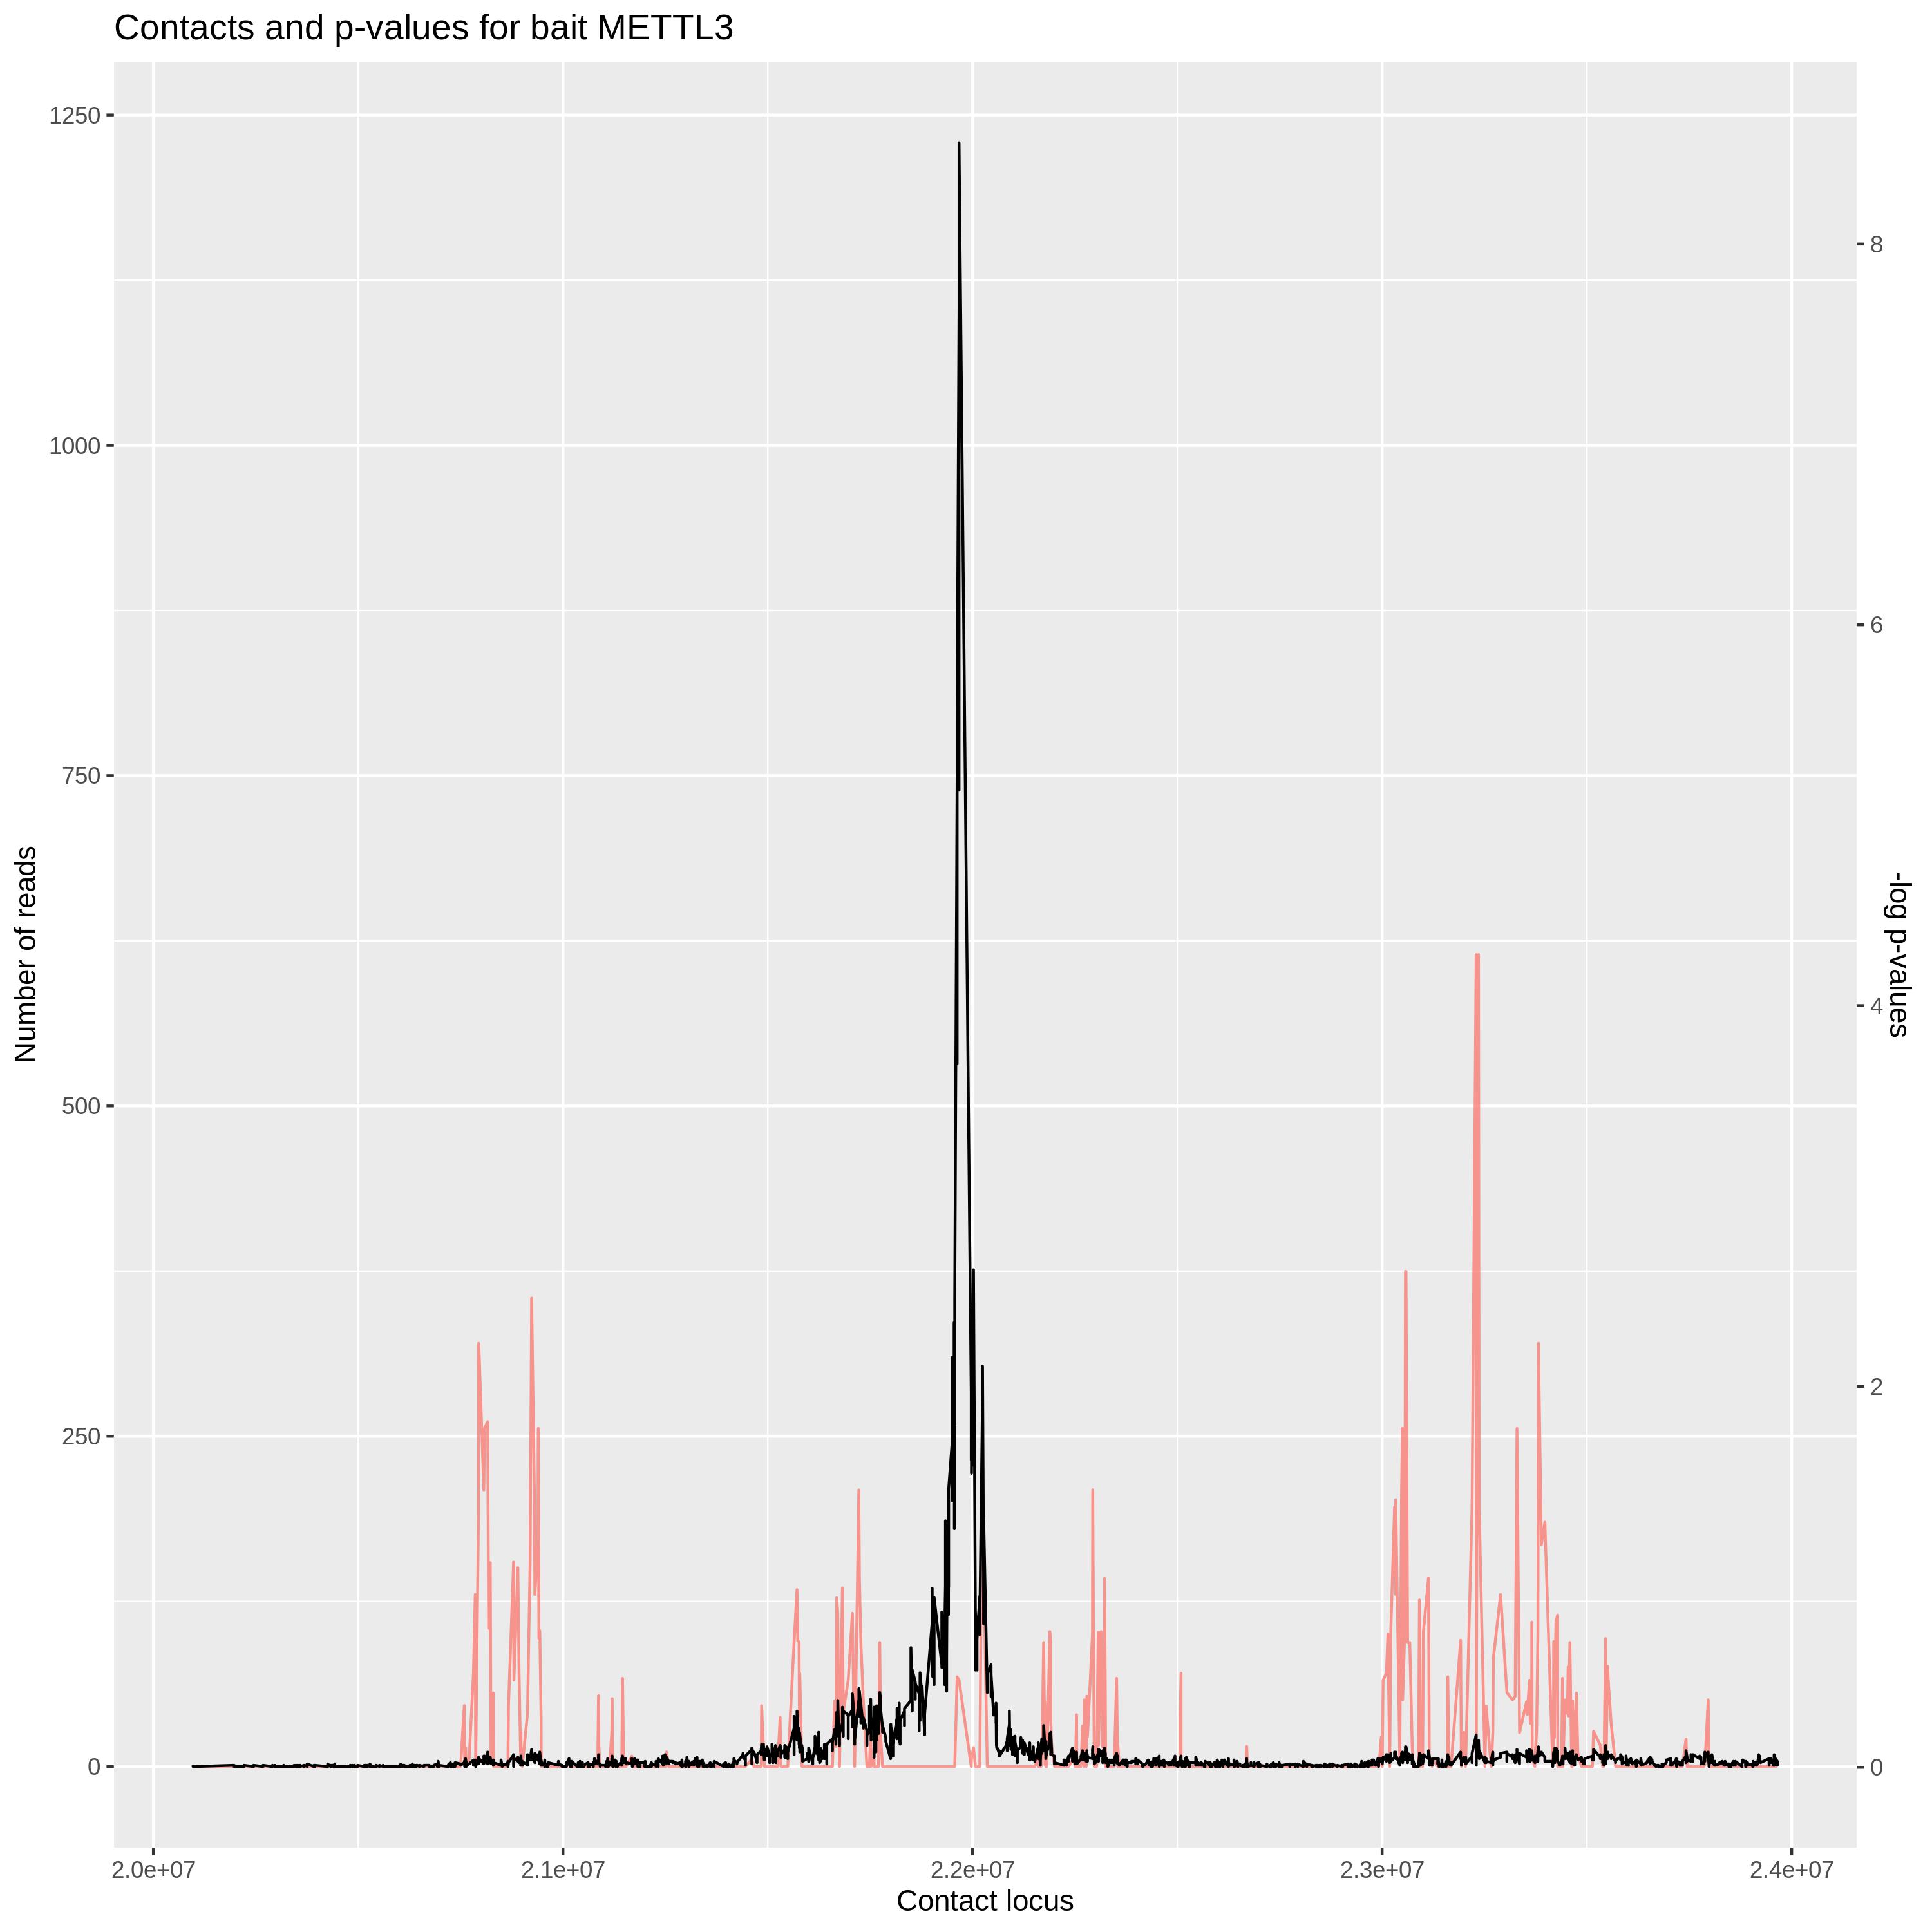 Contacts and p-values for bait METTL3
1250
1000
750
500
250
0
Number of reads
8
6
4
2
0
-log p-values
2.0e+07
2.1e+07
2.2e+07
2.3e+07
2.4e+07
Contact locus